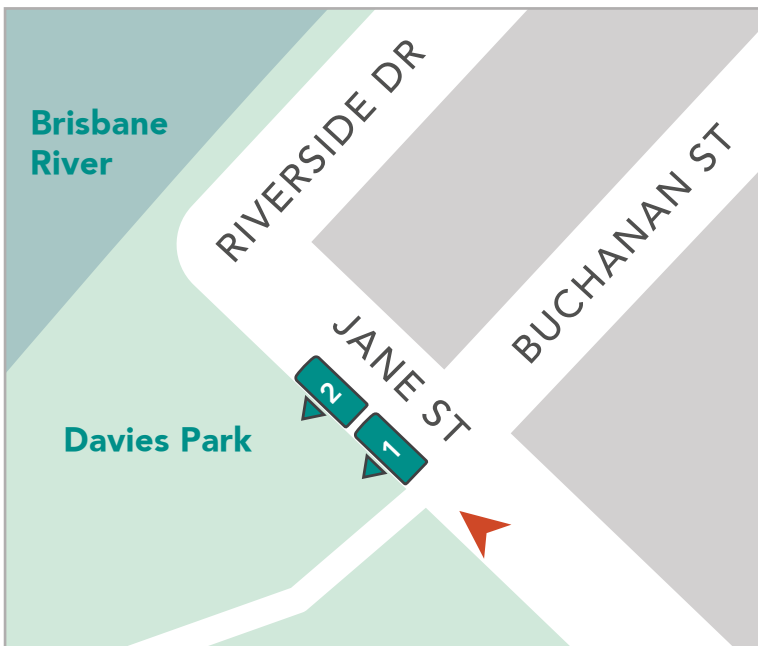 RIVERSIDE DR
Brisbane
River
BUCHANAN ST
JANE ST
2
1
Davies Park